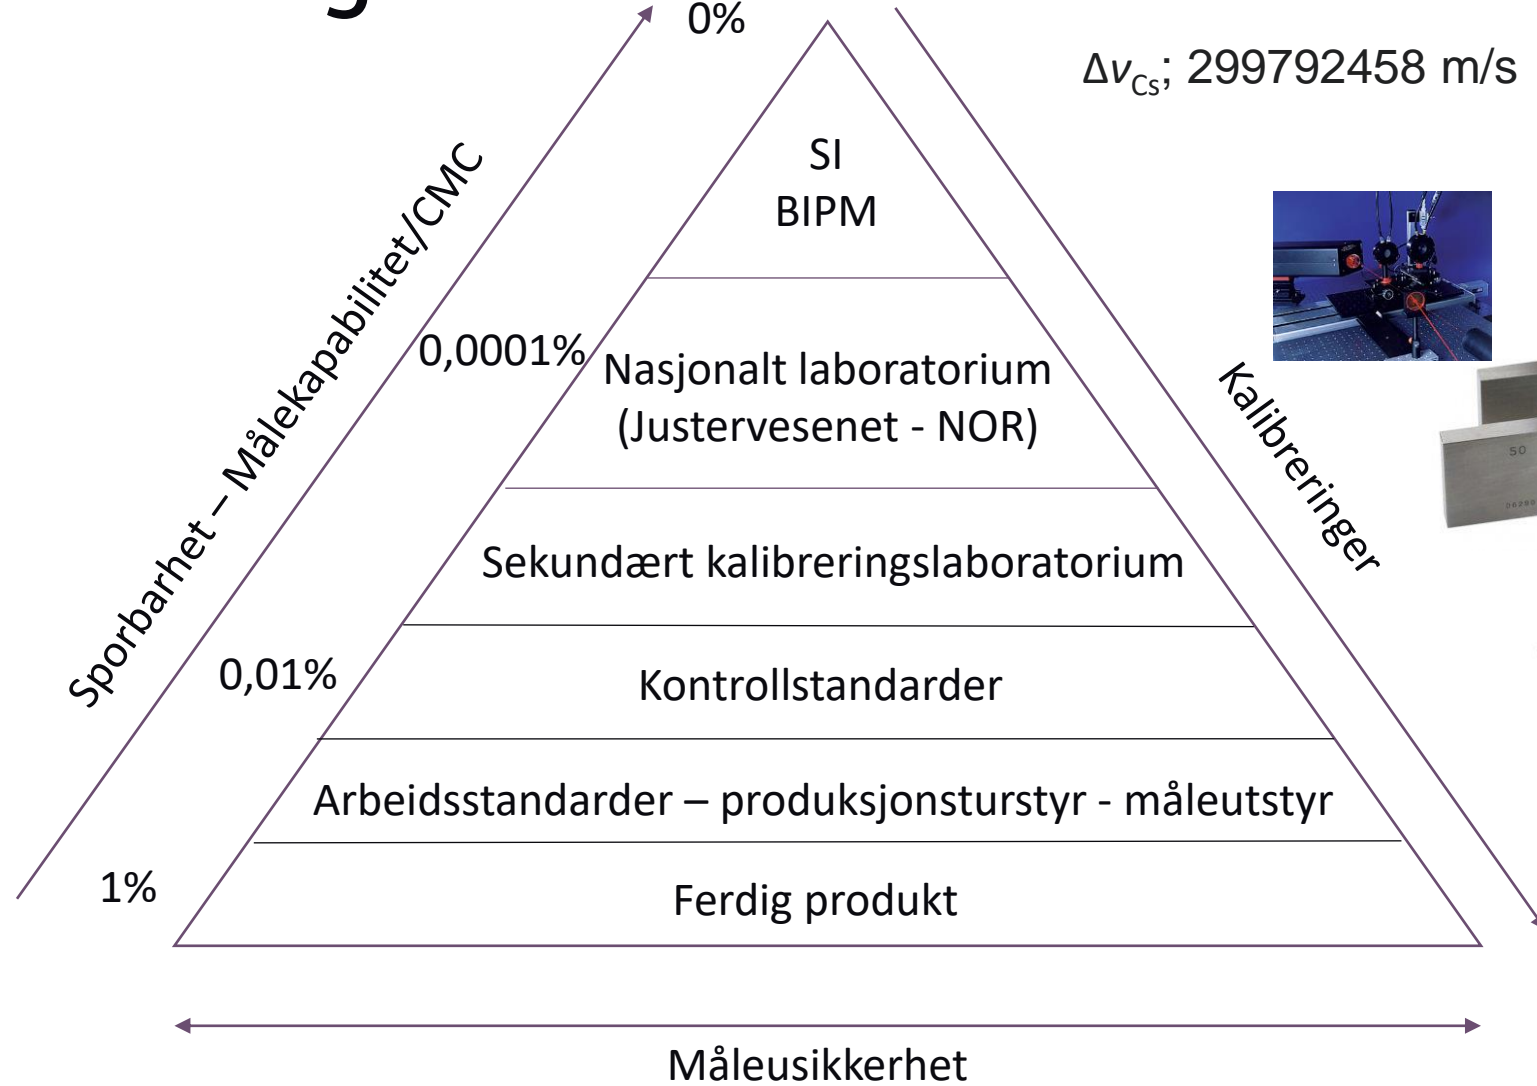 0%
Δν_Cs; 299792458 m/s
SI
BIPM
Sporbarhet – Målekapabilitet/CMC
0,0001%
Nasjonalt laboratorium
(Justervesenet - NOR)
Kalibreringer
SO
Sekundært kalibreringslaboratorium
0,01%
Kontrollstandarder
Arbeidsstandarder – produksjonsturstyr - måleutstyr
1%
Ferdig produkt
Måleusikkerhet